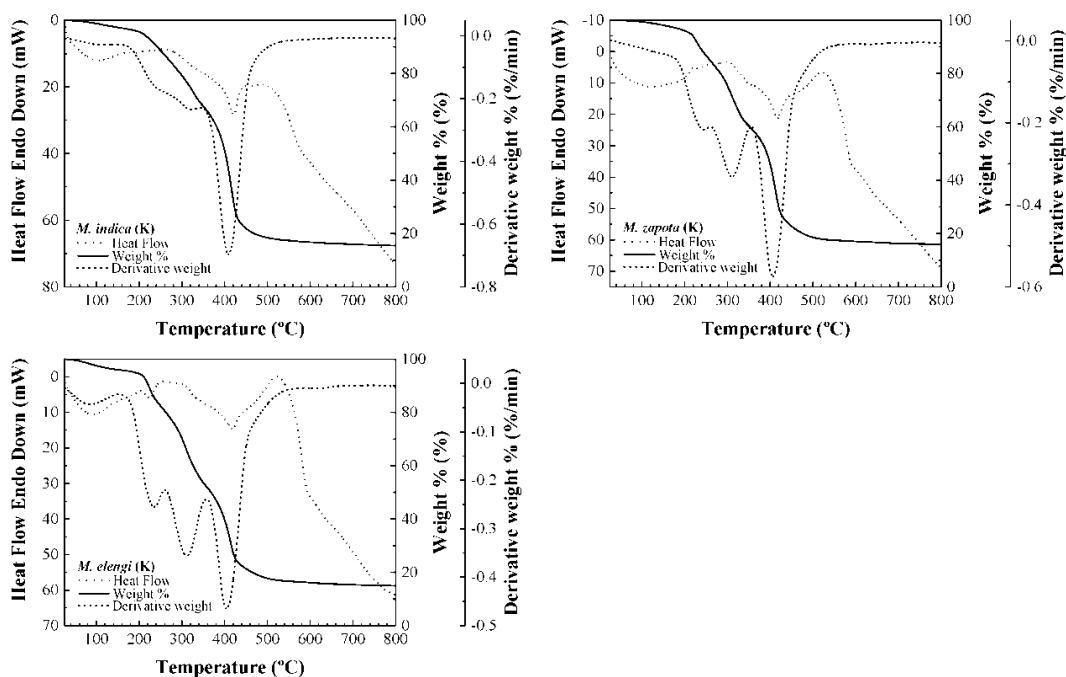 Heat Flow Endo Down (mW)
0
20
40
60
80
100 200 300 400 500 600 700 800
Temperature (ºC)
M. indica (K)
Heat Flow
Weight %
Derivative weight
100
80
60
40
20
0
Weight % (%)
0.0
-0.2
-0.4
-0.6
-0.8
Derivative weight % (%/min)
Heat Flow Endo Down (mW)
-10
0
10
20
30
40
50
60
70
100 200 300 400 500 600 700 800
Temperature (ºC)
M. zapota (K)
Heat Flow
Weight %
Derivative weight
100
80
60
40
20
0
Weight % (%)
0.0
-0.2
-0.4
-0.6
Derivative weight % (%/min)
Heat Flow Endo Down (mW)
0
10
20
30
40
50
60
70
100 200 300 400 500 600 700 800
Temperature (ºC)
M. elengi (K)
Heat Flow
Weight %
Derivative weight
100
80
60
40
20
0
Weight % (%)
0.0
-0.1
-0.2
-0.3
-0.4
-0.5
Derivative weight % (%/min)